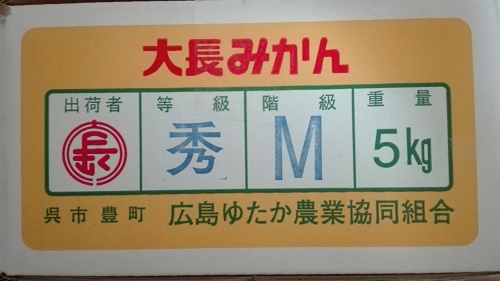 大長みかん
出荷者 等級 階級 重量
長 秀 M 5kg
呉市豊町 広島ゆたか農業協同組合